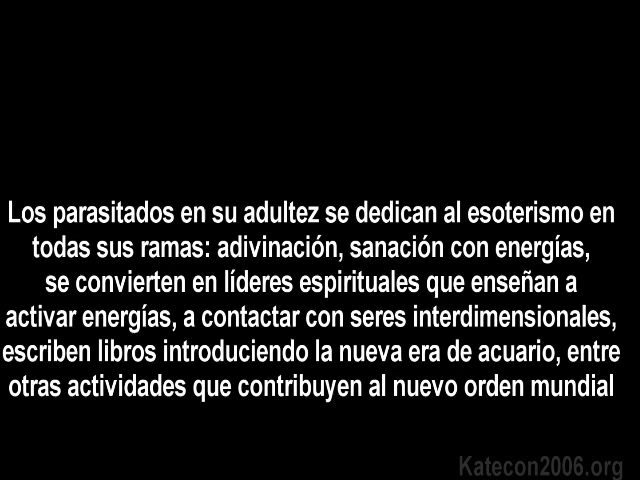 Los parasitados en su adultez se dedican al esoterismo en
todas sus ramas: adivinación, sanación con energías,
se convierten en líderes espirituales que enseñan a
activar energías, a contactar con seres interdimensionales,
escriben libros introduciendo la nueva era de acuario, entre
otras actividades que contribuyen al nuevo orden mundial
Katecon2006.org